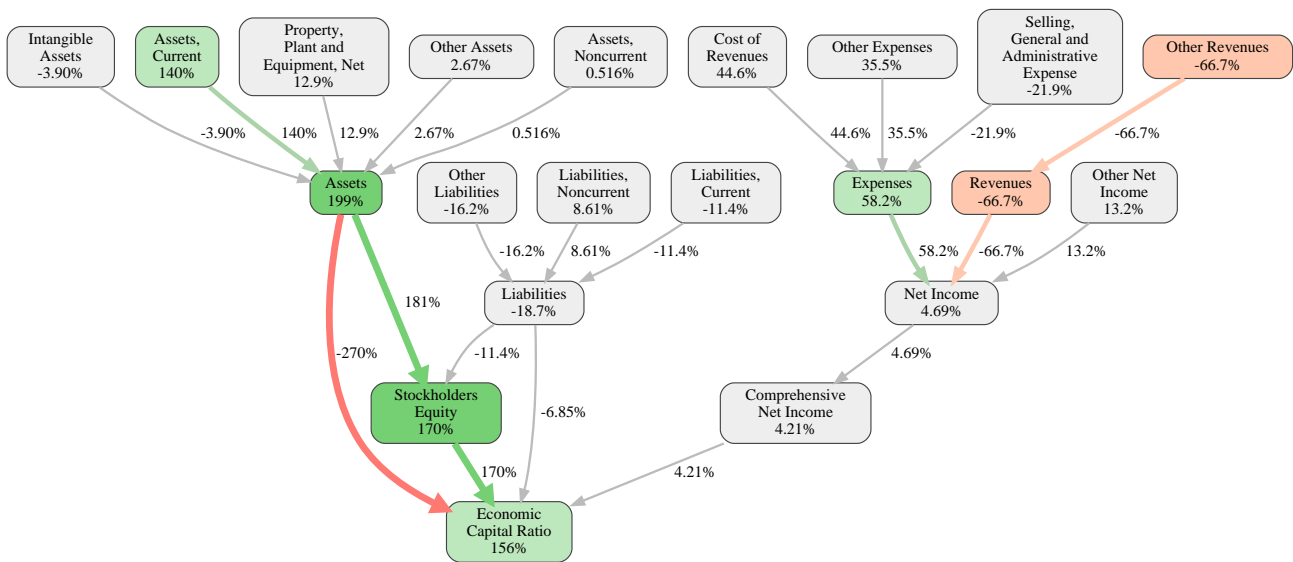 Intangible
Assets
-3.90%
Assets,
Current
140%
Property,
Plant and
Equipment, Net
12.9%
Other Assets
2.67%
Assets,
Noncurrent
0.516%
Cost of
Revenues
44.6%
Other Expenses
35.5%
Selling,
General and
Administrative
Expense
-21.9%
Other Revenues
-66.7%
-3.90%
140%
12.9%
2.67%
0.516%
44.6%
35.5%
-21.9%
-66.7%
Assets
199%
Other
Liabilities
-16.2%
Liabilities,
Noncurrent
8.61%
Liabilities,
Current
-11.4%
Expenses
58.2%
Revenues
-66.7%
Other Net
Income
13.2%
-16.2%
8.61%
-11.4%
58.2%
-66.7%
13.2%
181%
Liabilities
-18.7%
Net Income
4.69%
-270%
-11.4%
4.69%
Stockholders
Equity
170%
-6.85%
Comprehensive
Net Income
4.21%
170%
4.21%
Economic
Capital Ratio
156%